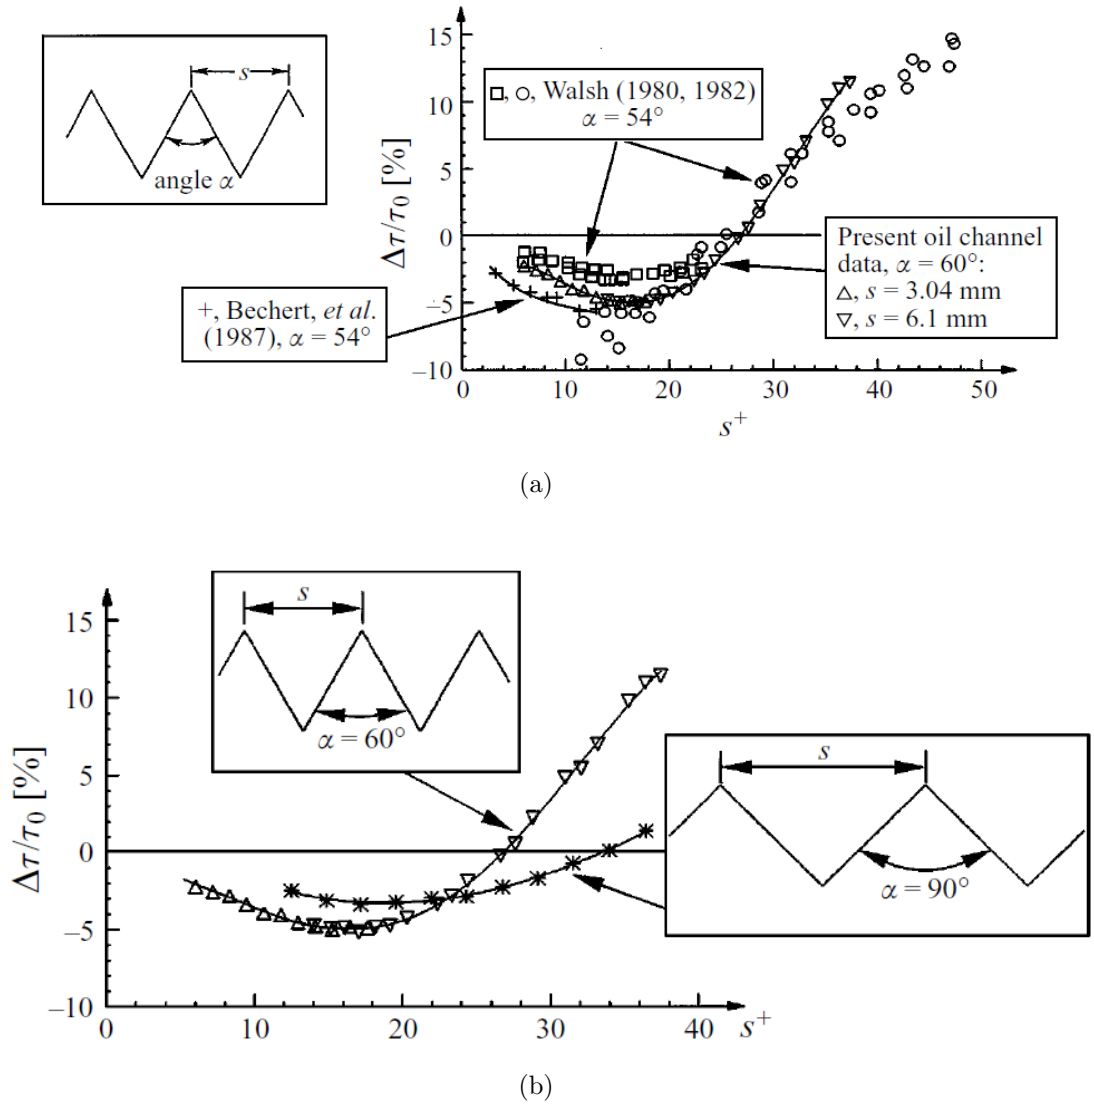 s
angle α
Δτ/τ₀ [%]
15
10
5
0
–5
–10
□, ○, Walsh (1980, 1982)
α = 54°
Present oil channel
data, α = 60°:
△, s = 3.04 mm
▽, s = 6.1 mm
+, Bechert, et al.
(1987), α = 54°
0
10
20
30
40
50
s⁺
(a)
Δτ/τ₀ [%]
15
10
5
0
–5
–10
s
α = 60°
s
α = 90°
0
10
20
30
40
s⁺
(b)